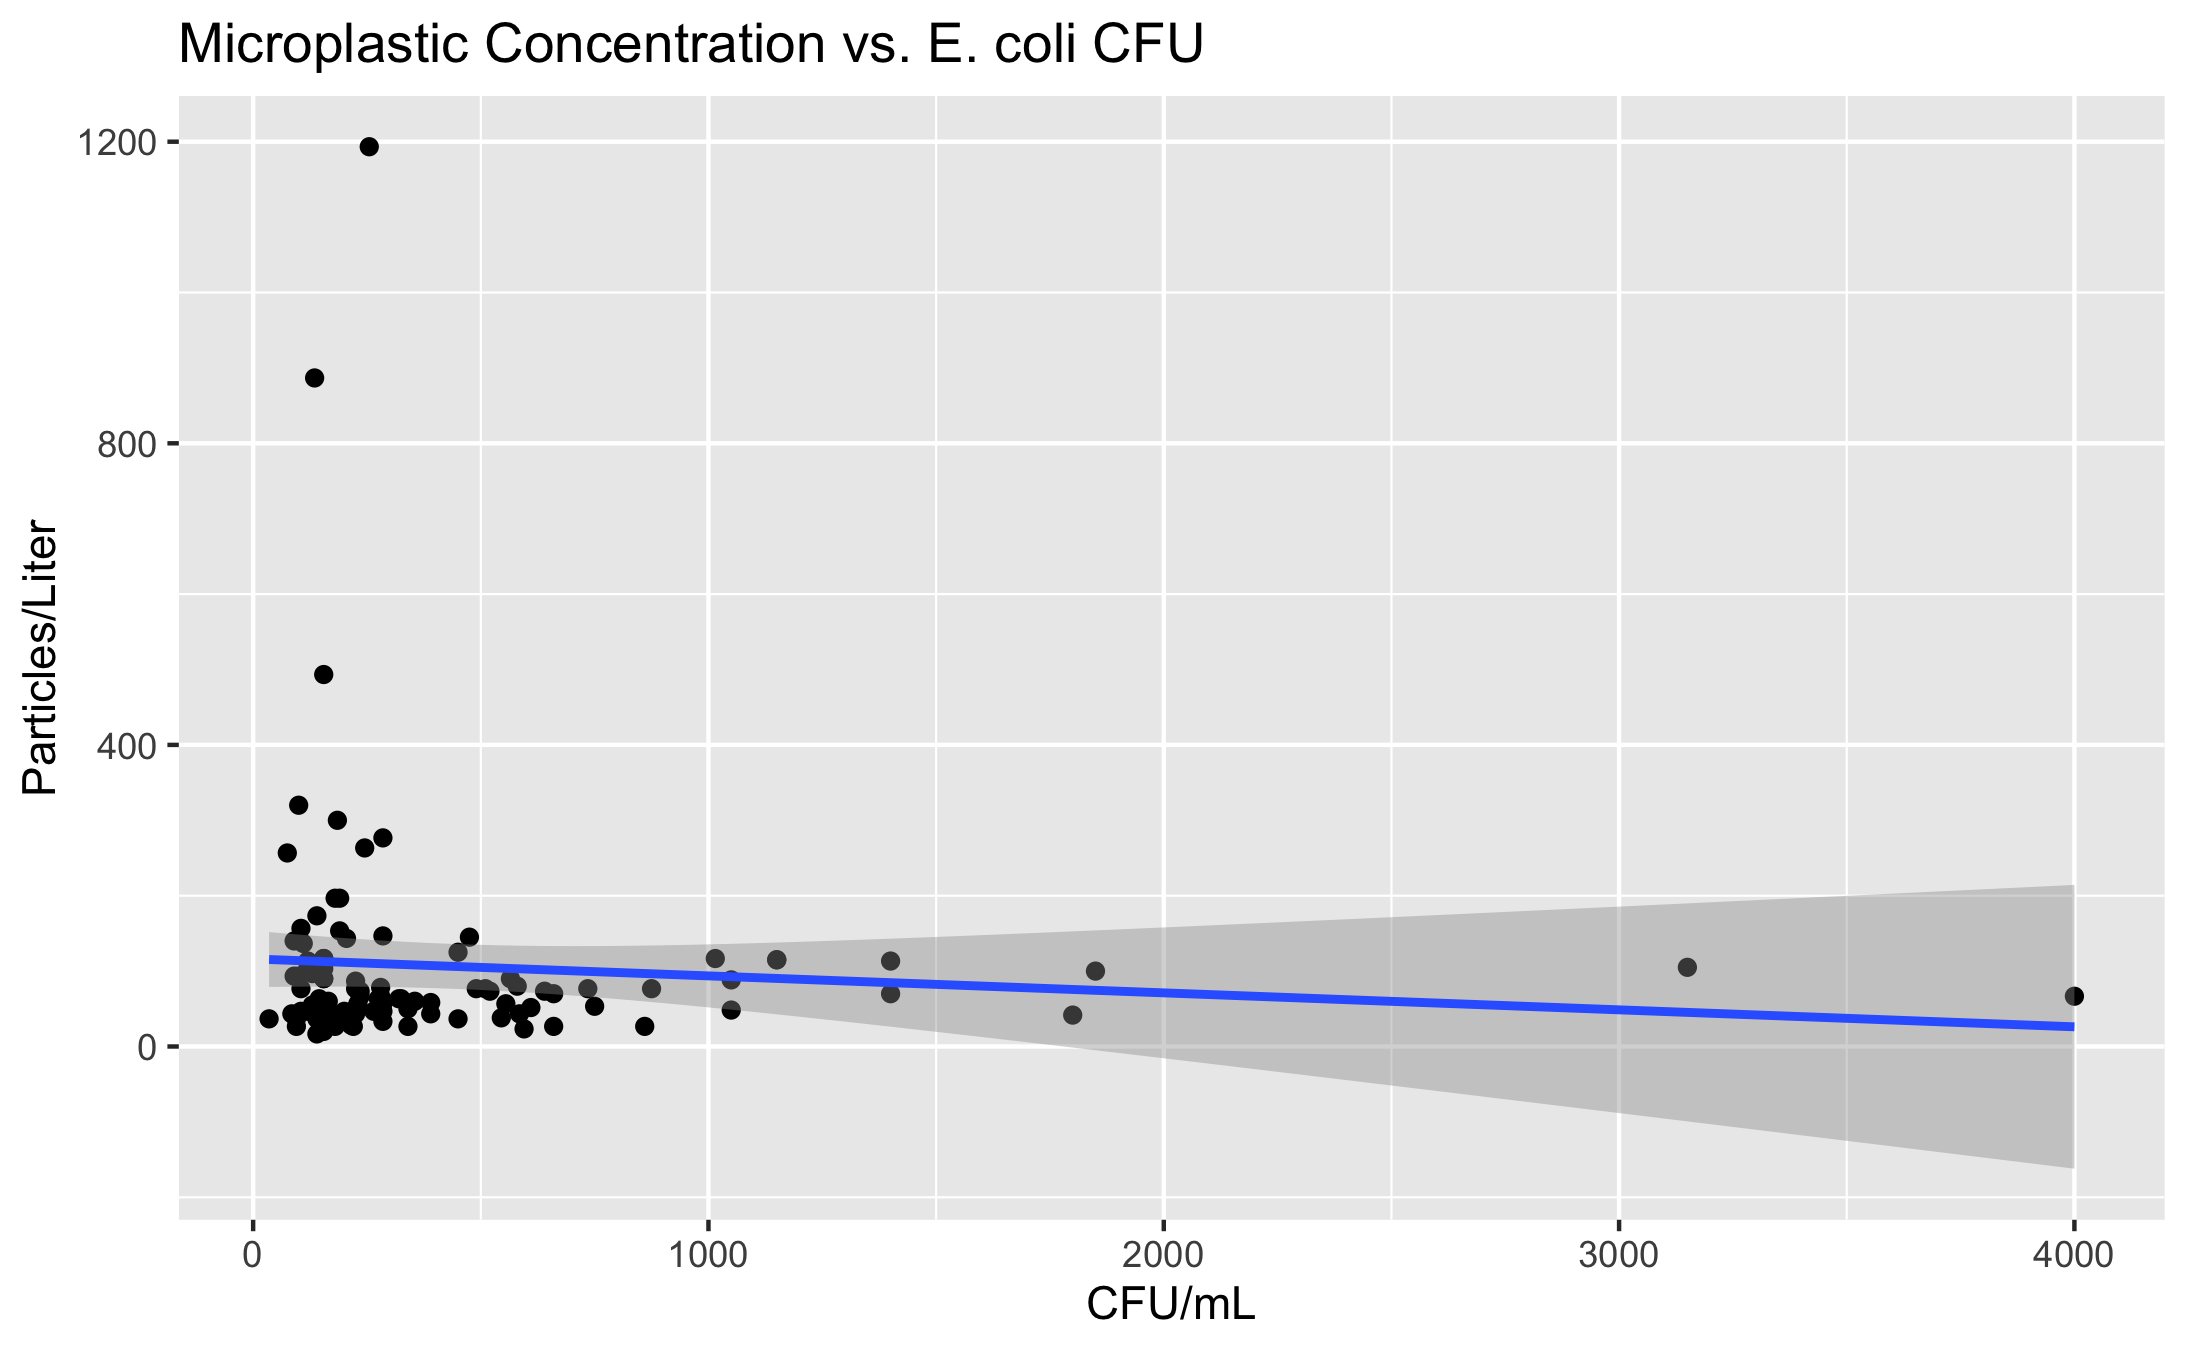 Microplastic Concentration vs. E. coli CFU
1200
800
400
0
Particles/Liter
0 1000 2000 3000 4000
CFU/mL